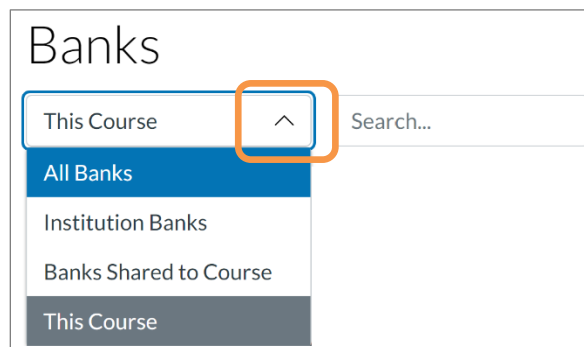 Banks
This Course
Search...
All Banks
Institution Banks
Banks Shared to Course
This Course